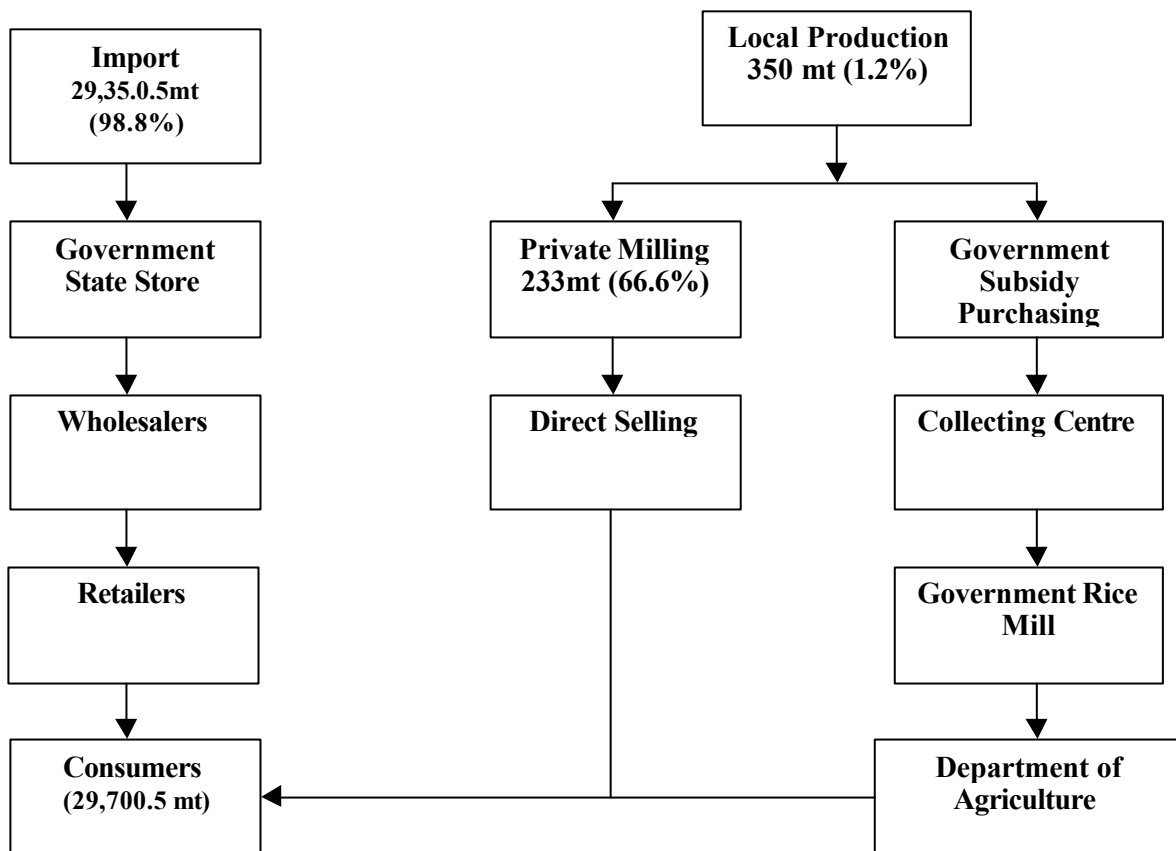 Import
29,35.0.5mt
(98.8%)
Local Production
350 mt (1.2%)
Government
State Store
Private Milling
233mt (66.6%)
Government
Subsidy
Purchasing
Wholesalers
Direct Selling
Collecting Centre
Retailers
Government Rice
Mill
Consumers
(29,700.5 mt)
Department of
Agriculture